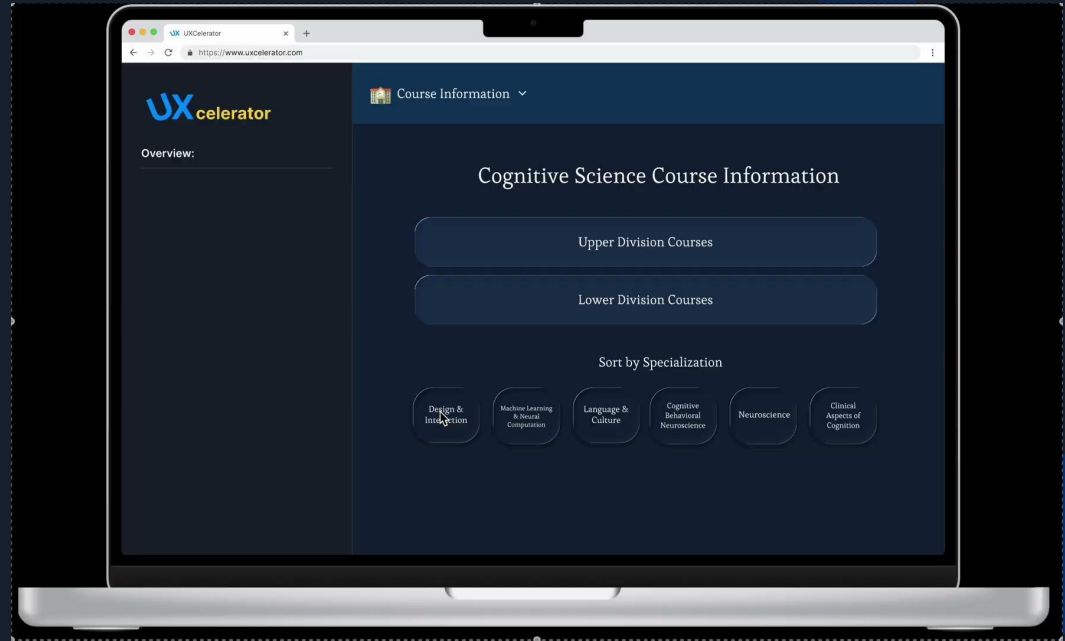 UX UXCelerator
https://www.uxcelerator.com
UXcelerator
Overview:
Course Information
Cognitive Science Course Information
Upper Division Courses
Lower Division Courses
Sort by Specialization
Design &
Interaction
Machine Learning
& Neural
Computation
Language &
Culture
Cognitive
Behavioral
Neuroscience
Neuroscience
Clinical
Aspects of
Cognition